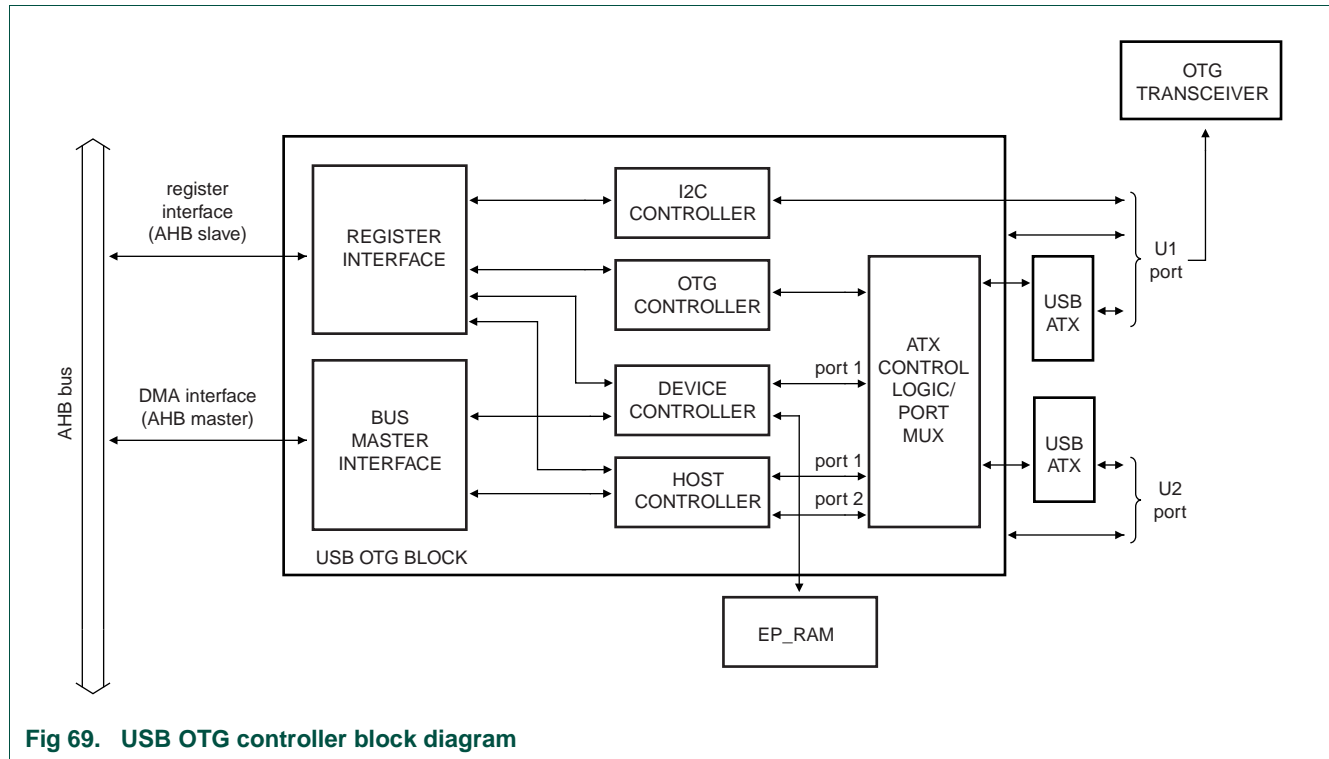 OTG
TRANSCEIVER
register
interface
(AHB slave)
REGISTER
INTERFACE
I2C
CONTROLLER
OTG
CONTROLLER
U1
port
USB
ATX
ATX
CONTROL
LOGIC/
PORT
MUX
AHB bus
DMA interface
(AHB master)
BUS
MASTER
INTERFACE
DEVICE
CONTROLLER
port 1
HOST
CONTROLLER
port 1
port 2
USB
ATX
U2
port
USB OTG BLOCK
EP_RAM
Fig 69. USB OTG controller block diagram